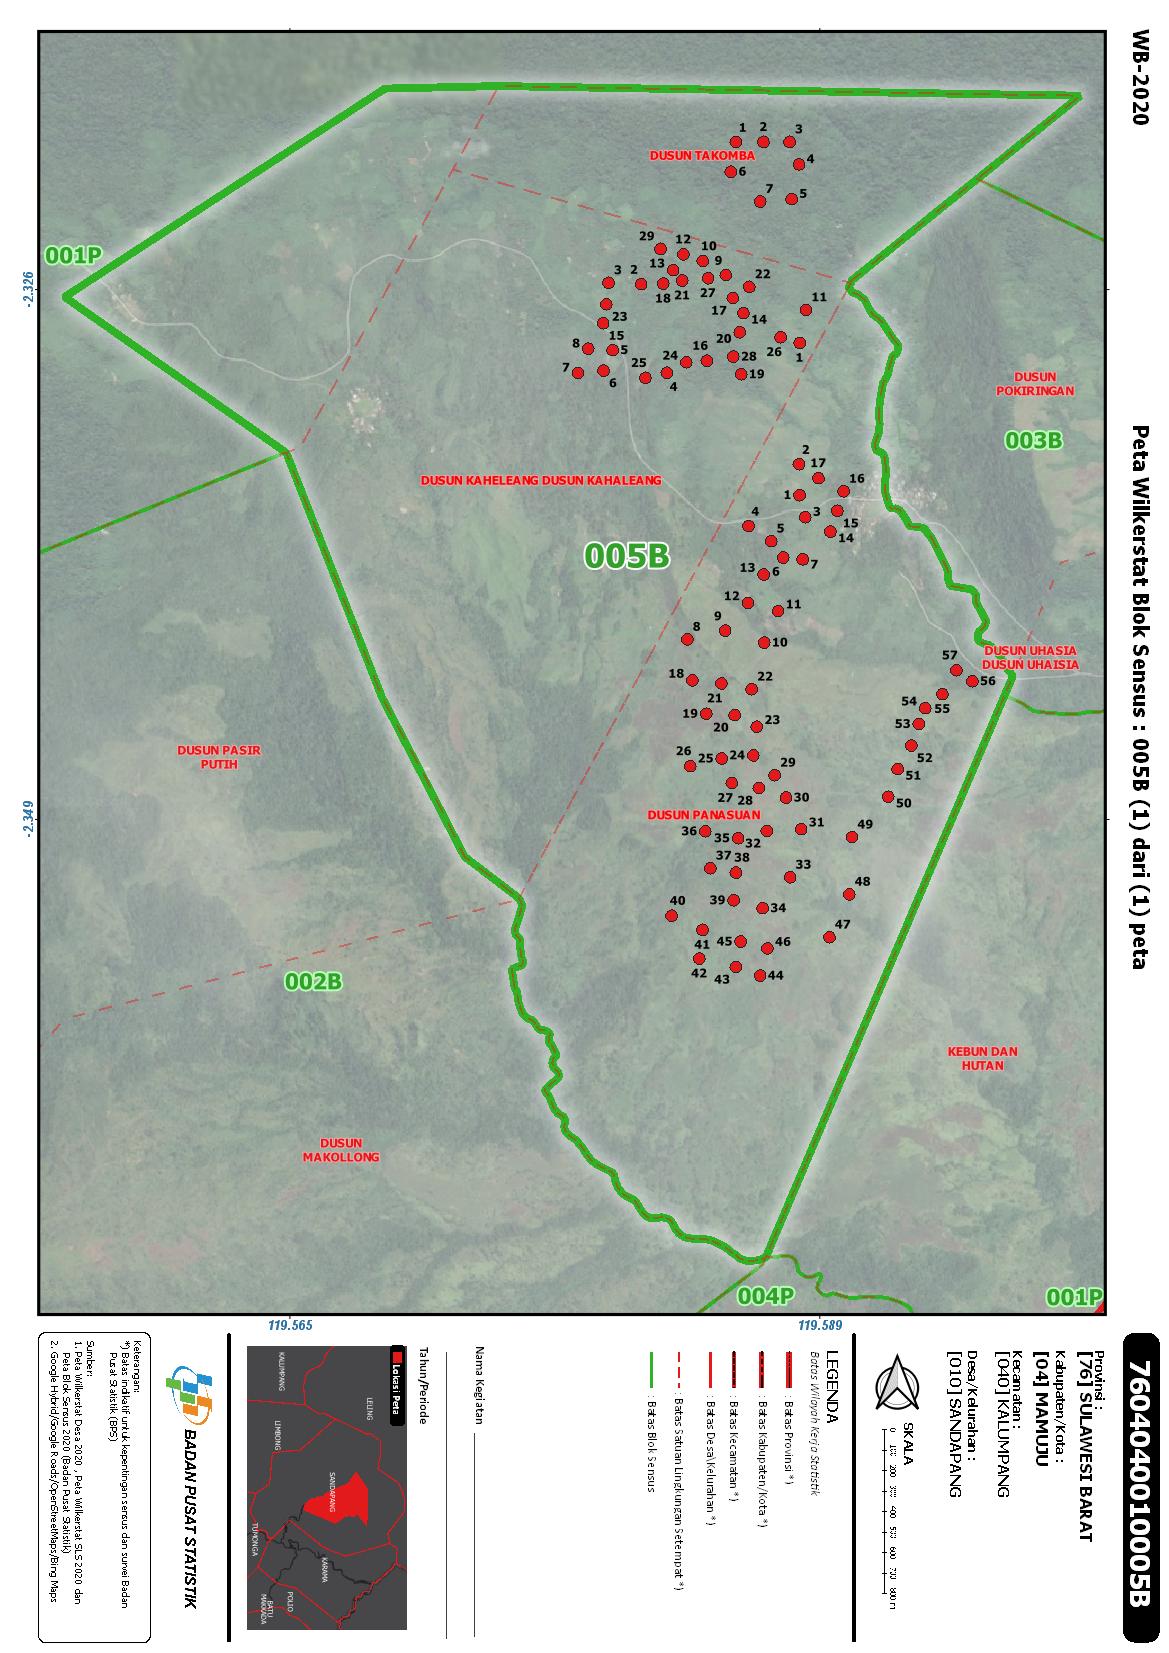 WB-2020
Peta Wilkerstat Blok Sensus : 005B (1) dari (1) peta
1
2
3
DUSUN TAKOMBA
4
6
7
5
001P
-2.326
29
12
10
13
9
3
2
22
18
21
27
11
17
23
14
15
20
8
5
16
28
26
1
24
7
25
6
4
19
DUSUN
POKIRINGAN
003B
2
17
DUSUN KAHELEANG DUSUN KAHALEANG
16
1
4
3
15
5
14
005B
13
6
7
12
11
9
8
10
57
DUSUN UHASIA
DUSUN UHAISIA
56
18
22
21
54
55
19
20
23
53
DUSUN PASIR
PUTIH
26
25
24
52
29
51
27
28
30
50
-2.349
DUSUN PANASUAN
36
35
32
31
49
37
38
33
48
40
39
34
47
41
45
46
42
43
44
002B
KEBUN DAN
HUTAN
DUSUN
MAKOLLONG
004P
001P
119.565
119.589
7604040010005B
Provinsi :
[76] SULAWESI BARAT
Kabupaten/Kota :
[04] MAMUJU
Kecamatan :
[040] KALUMPANG
Desa/Kelurahan :
[010] SANDAPANG
SKALA
0 100 200 300 400 500 600 700 800 m
LEGENDA
Batas Wilayah Kerja Statistik
: Batas Provinsi *)
: Batas Kabupaten/Kota *)
: Batas Kecamatan *)
: Batas Desa\Kelurahan *)
: Batas Satuan Lingkungan Setempat *)
: Batas Blok Sensus
Nama Kegiatan
Tahun/Periode
Lokasi Peta
LELING
KALUMPANG
LIMBONG
SANDAPANG
KARAMA
TUMONGA
POLIO
BATU
MAKKADA
BADAN PUSAT STATISTIK
Keterangan:
*) Batas indikatif untuk kepentingan sensus dan survei Badan
Pusat Statistik (BPS)
Sumber:
1. Peta Wilkerstat Desa 2020 , Peta Wilkerstat SLS 2020 dan
Peta Blok Sensus 2020 (Badan Pusat Statistik)
2. Google Hybrid/Google Roads/OpenStreetMaps/Bing Maps